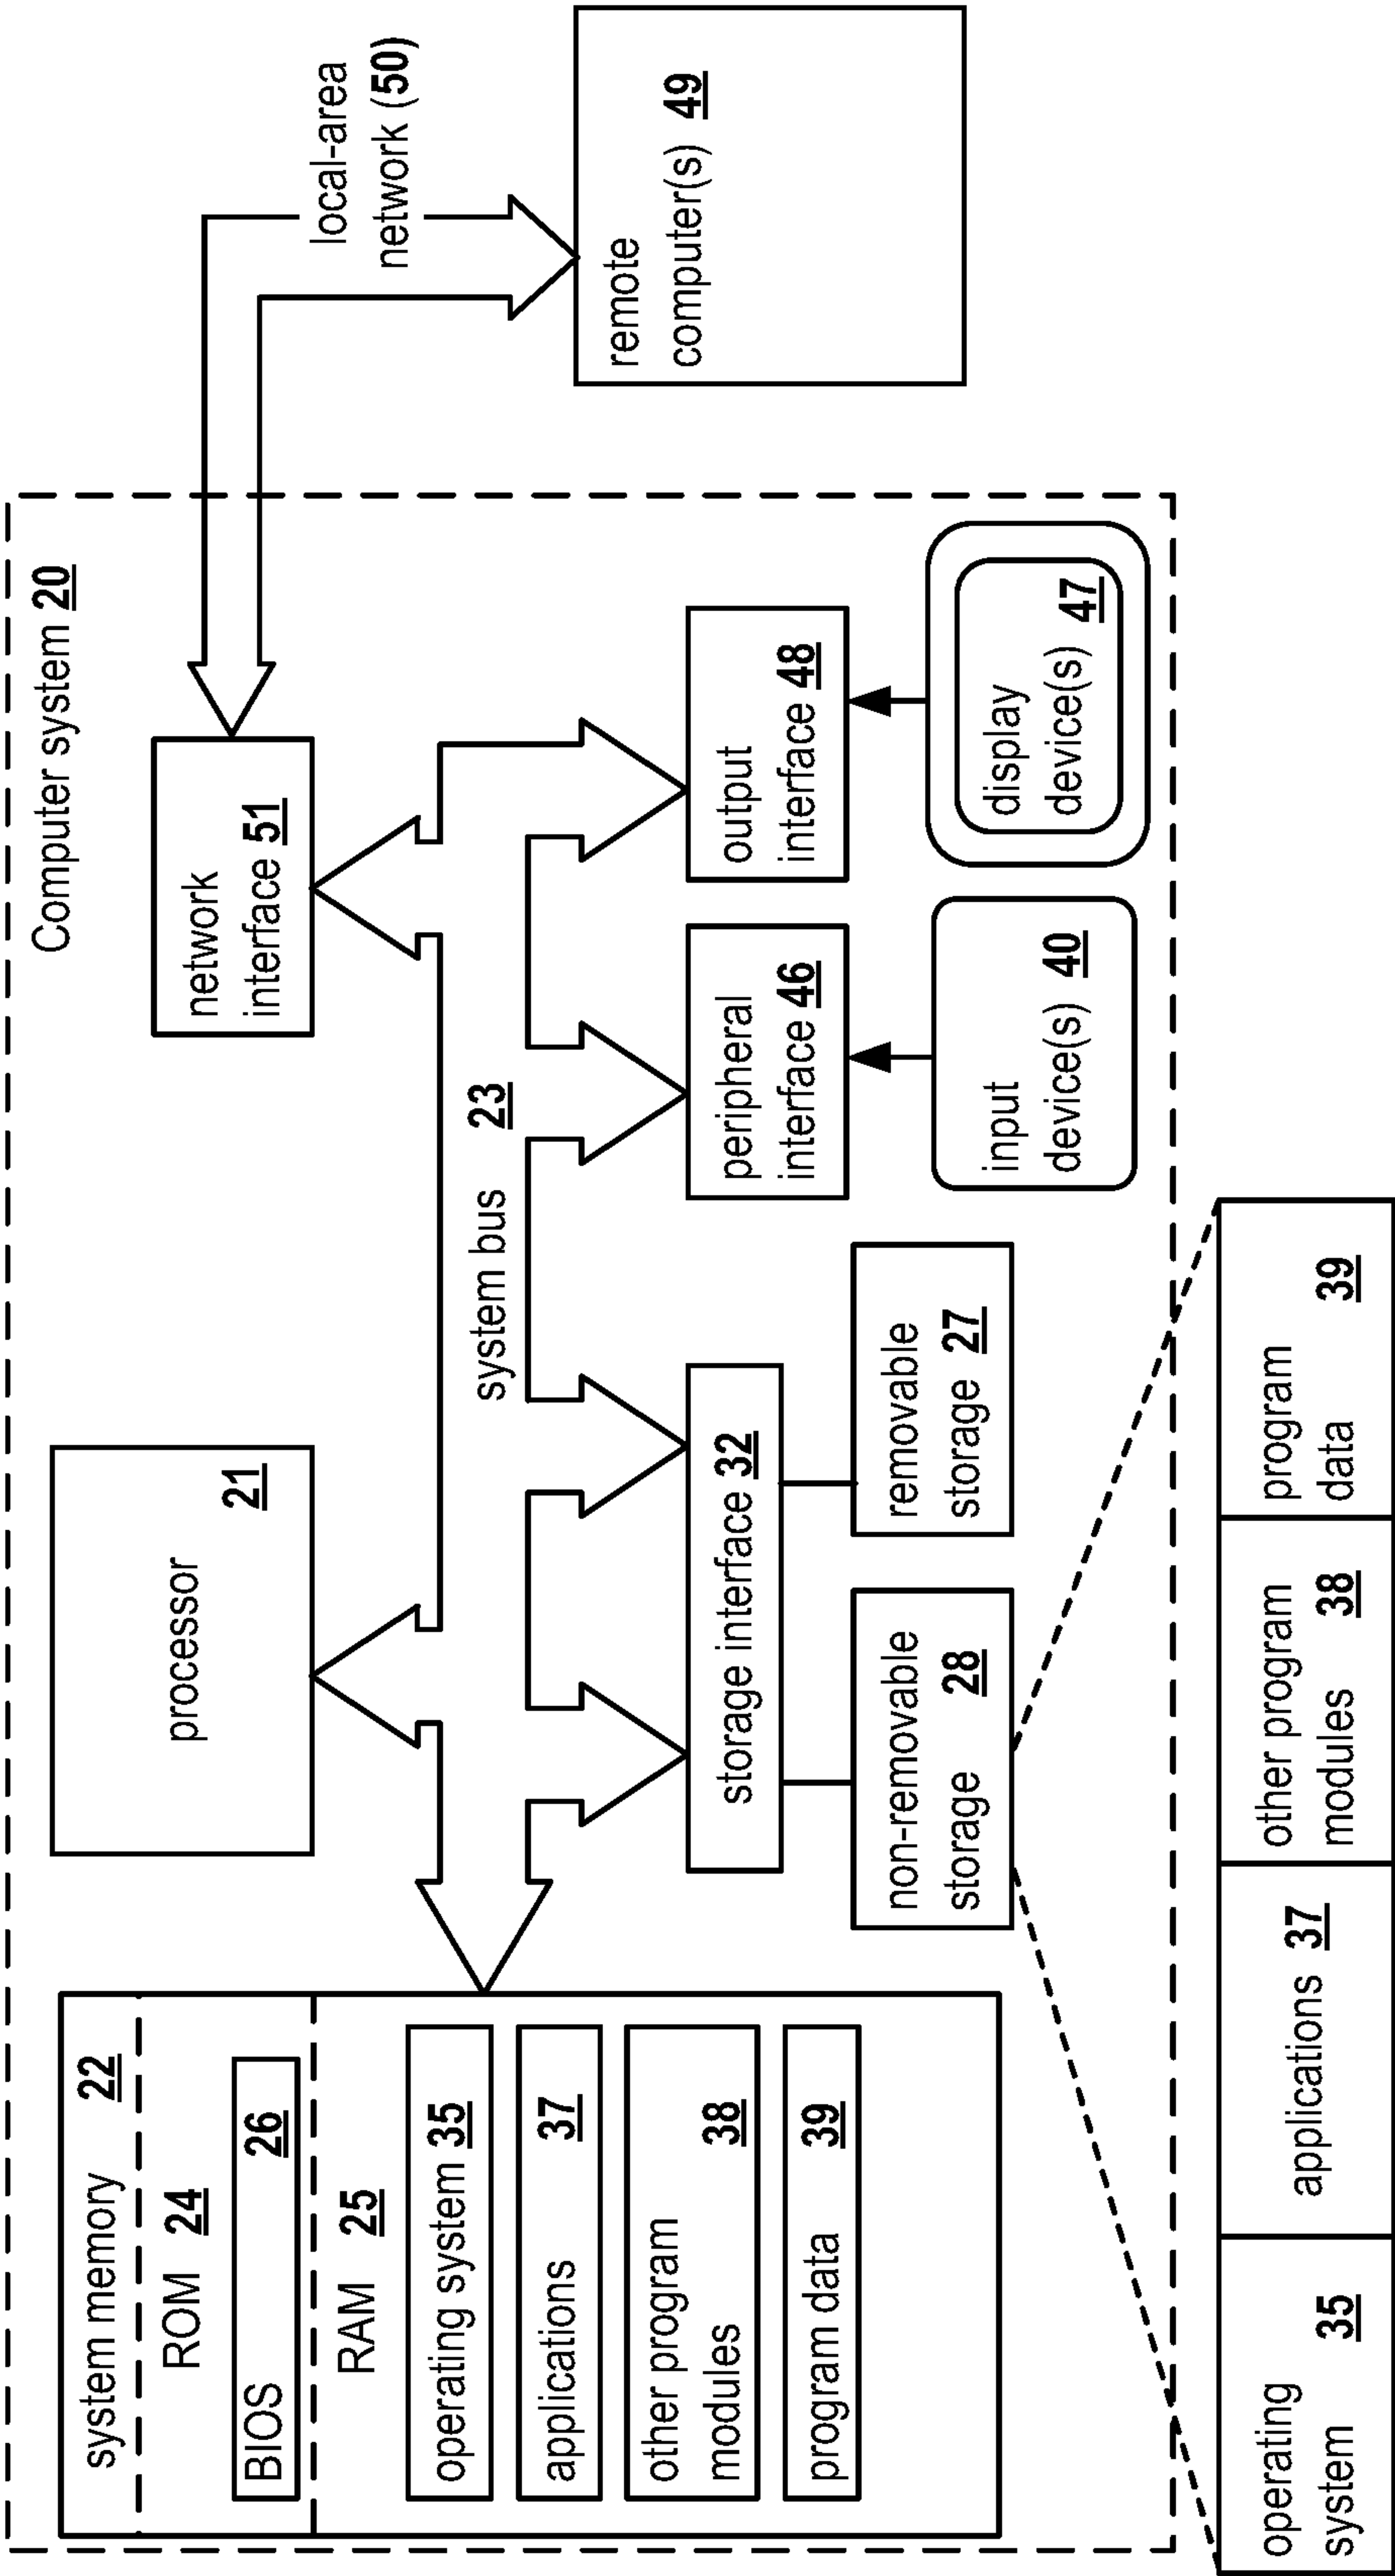 Computer system 20
system memory 22
ROM 24
BIOS 26
RAM 25
operating system 35
applications 37
other program
modules 38
program data 39
processor 21
network
interface 51
local-area
network (50)
system bus 23
storage interface 32
peripheral
interface 46
output
interface 48
remote
computer(s) 49
non-removable
storage 28
removable
storage 27
input
device(s) 40
display
device(s) 47
operating
system 35
applications 37
other program
modules 38
program
data 39